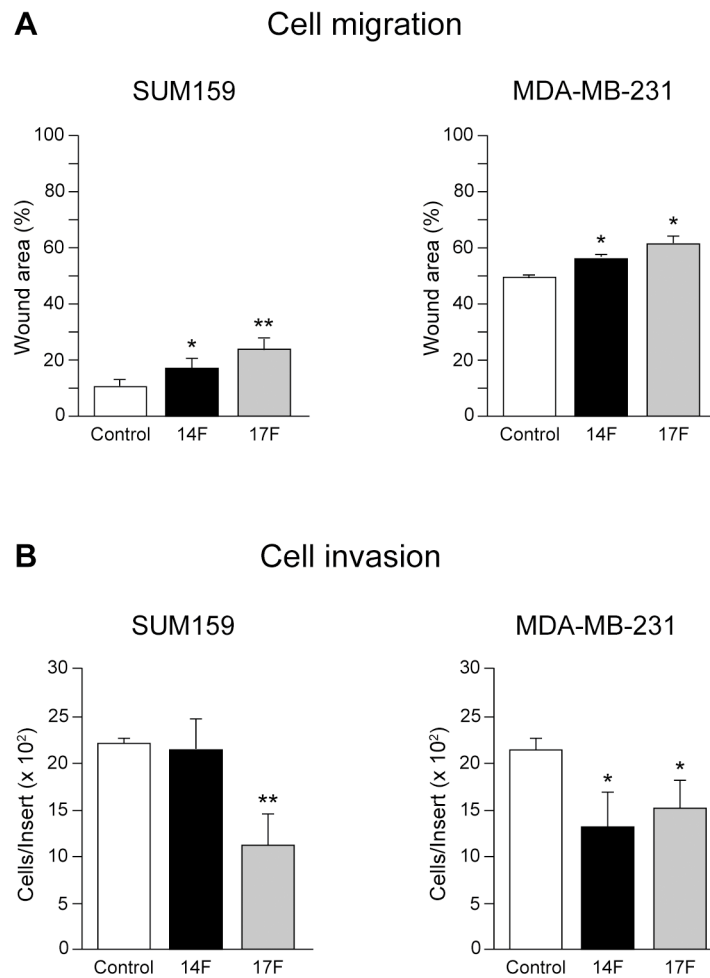 A
Cell migration
SUM159
Wound area (%)
100
80
60
40
20
0
*
**
Control 14F 17F
MDA-MB-231
Wound area (%)
100
80
60
40
20
0
*
*
Control 14F 17F
B
Cell invasion
SUM159
Cells/Insert (x 10²)
30
25
20
15
10
5
0
**
Control 14F 17F
MDA-MB-231
Cells/Insert (x 10²)
30
25
20
15
10
5
0
*
*
Control 14F 17F